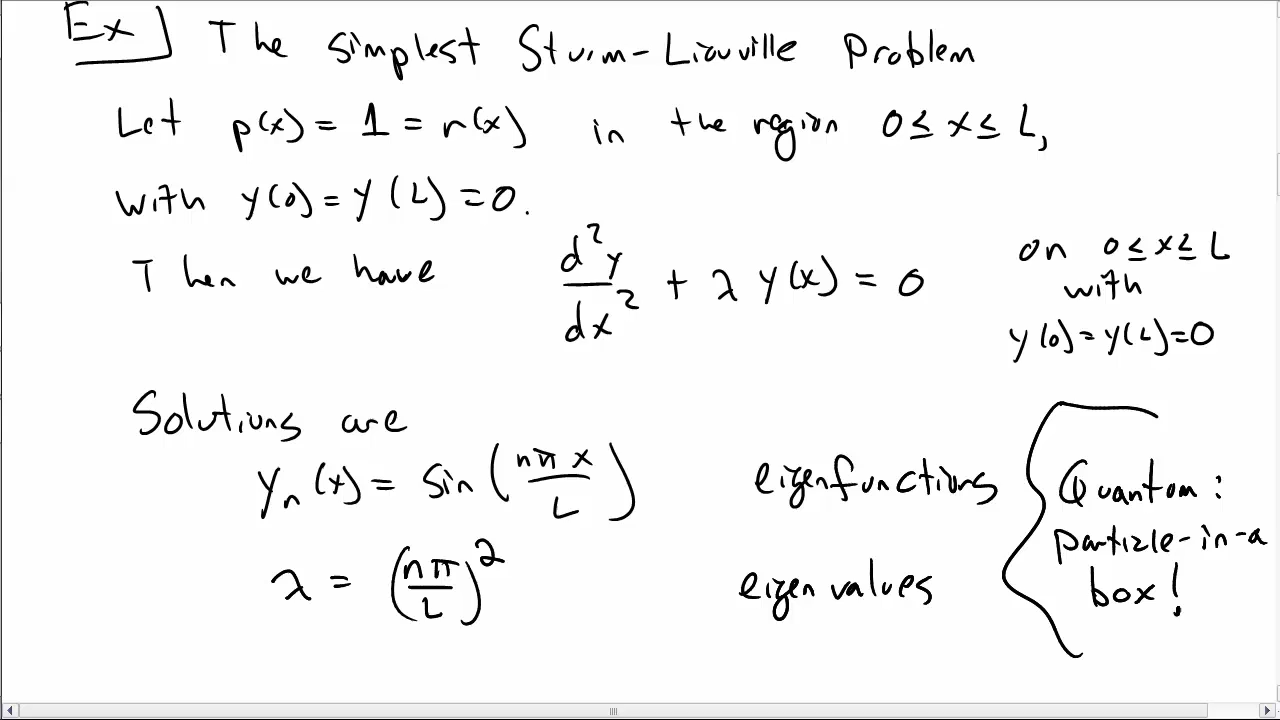 Ex] The simplest Sturm-Liouville Problem
Let p(x) = 1 = r(x) in the region 0 ≤ x ≤ L,
with y(0) = y(L) = 0.
Then we have d²y/dx² + λ y(x) = 0
on 0 ≤ x ≥ L
with
y(0) = y(L) = 0
Solutions are
yₙ(x) = sin(nπx/L) eigenfunctions
λ = (nπ/L)² eigenvalues
Quantom:
particle-in-a
box!